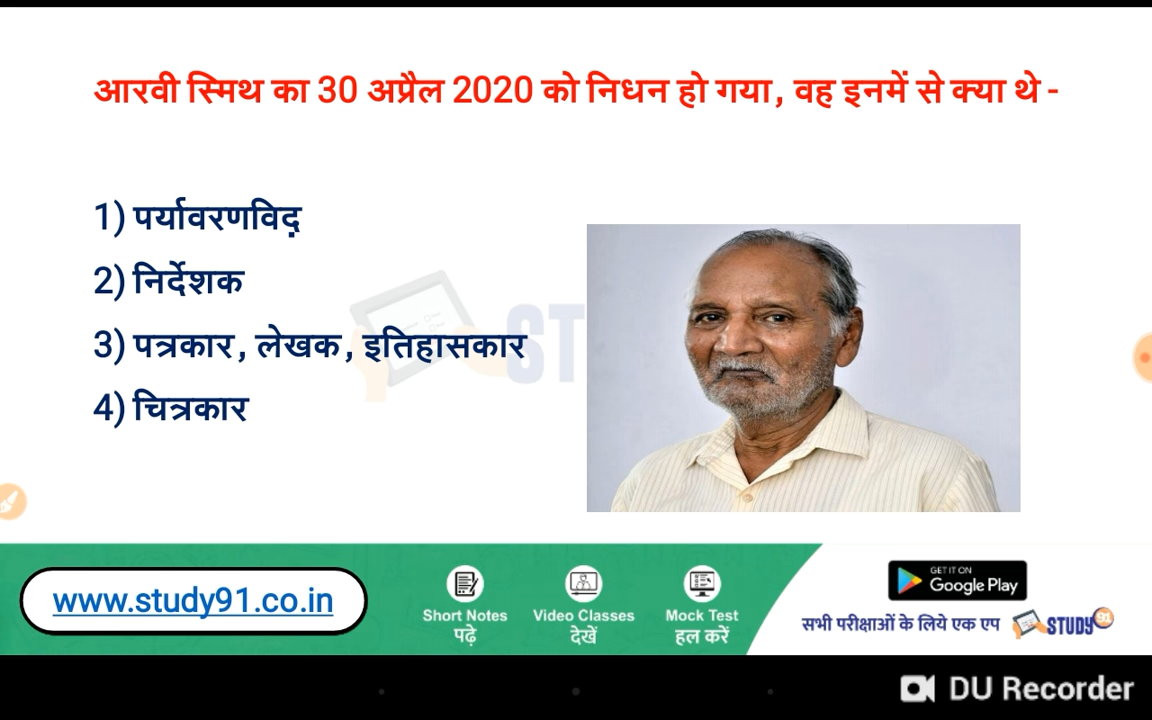 आरवी स्मिथ का 30 अप्रैल 2020 को निधन हो गया, वह इनमें से क्या थे -
1) पर्यावरणविद्
2) निर्देशक
3) पत्रकार, लेखक, इतिहासकार
4) चित्रकार
ST
www.study91.co.in
Short Notes
पढ़े
Video Classes
देखें
Mock Test
हल करें
GET IT ON
Google Play
सभी परीक्षाओं के लिये एक एप
STUDY 91
DU Recorder